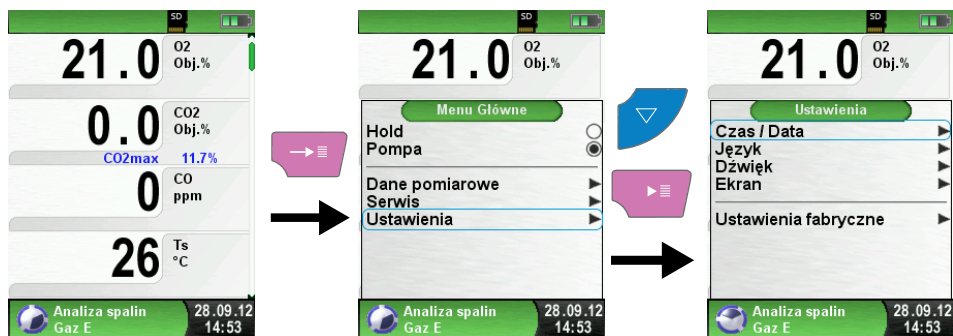 SD
21.0 O2 Obj.%
0.0 CO2 Obj.%
CO2max 11.7%
0 CO ppm
26 Ts °C
Analiza spalin 28.09.12
Gaz E 14:53
SD
21.0 O2 Obj.%
Menu Główne
Hold
Pompa
Dane pomiarowe
Serwis
Ustawienia
Analiza spalin 28.09.12
Gaz E 14:53
SD
21.0 O2 Obj.%
Ustawienia
Czas / Data
Język
Dźwięk
Ekran
Ustawienia fabryczne
Analiza spalin 28.09.12
Gaz E 14:53